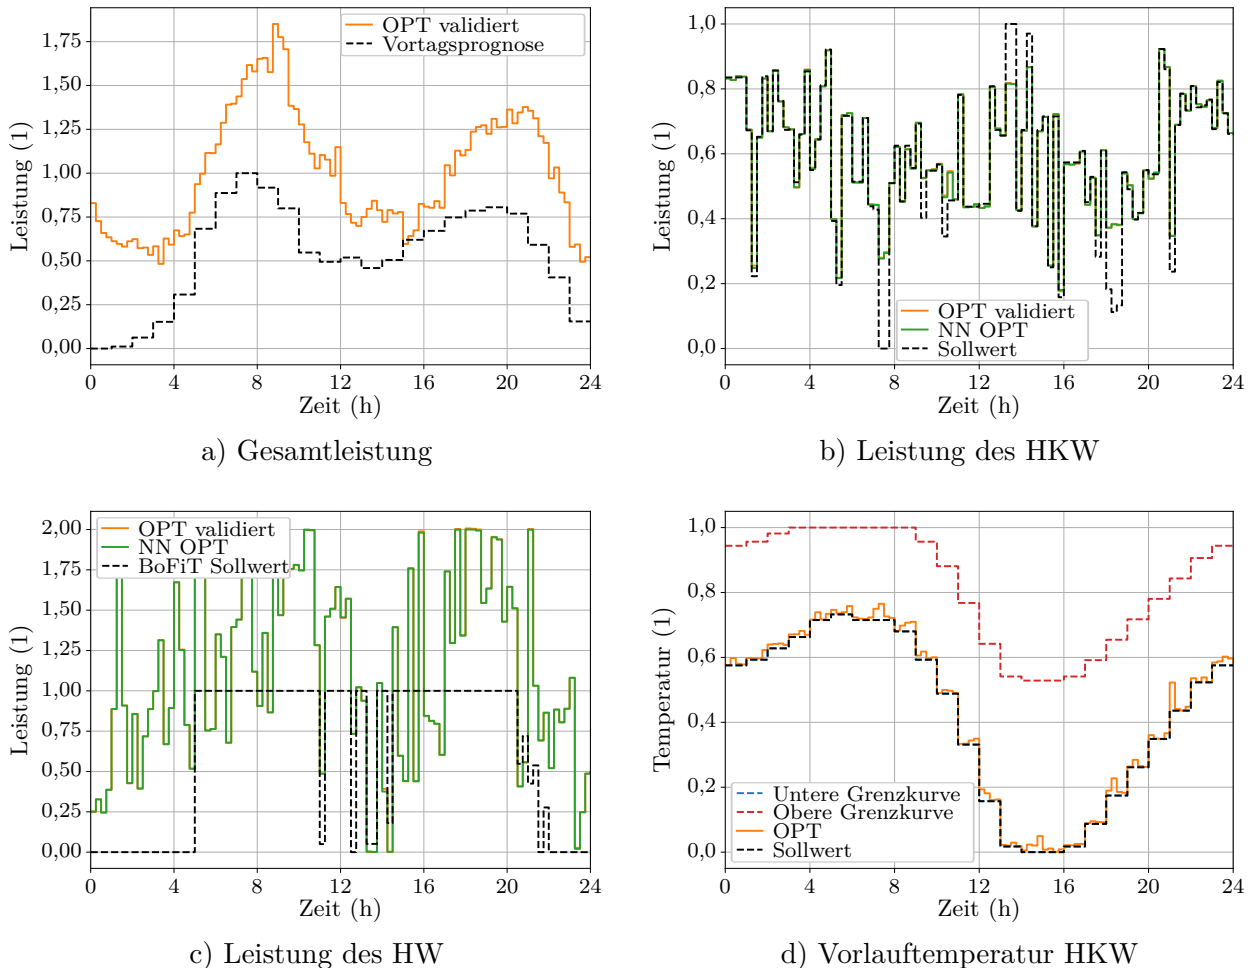 OPT validiert
Vortagsprognose
Leistung (1)
1,75
1,50
1,25
1,00
0,75
0,50
0,25
0,00
0 4 8 12 16 20 24
Zeit (h)
a) Gesamtleistung
Leistung (1)
1,0
0,8
0,6
0,4
0,2
0,0
OPT validiert
NN OPT
Sollwert
0 4 8 12 16 20 24
Zeit (h)
b) Leistung des HKW
Leistung (1)
2,00
1,75
1,50
1,25
1,00
0,75
0,50
0,25
0,00
OPT validiert
NN OPT
BoFiT Sollwert
0 4 8 12 16 20 24
Zeit (h)
c) Leistung des HW
Temperatur (1)
1,0
0,8
0,6
0,4
0,2
0,0
Untere Grenzkurve
Obere Grenzkurve
OPT
Sollwert
0 4 8 12 16 20 24
Zeit (h)
d) Vorlauftemperatur HKW